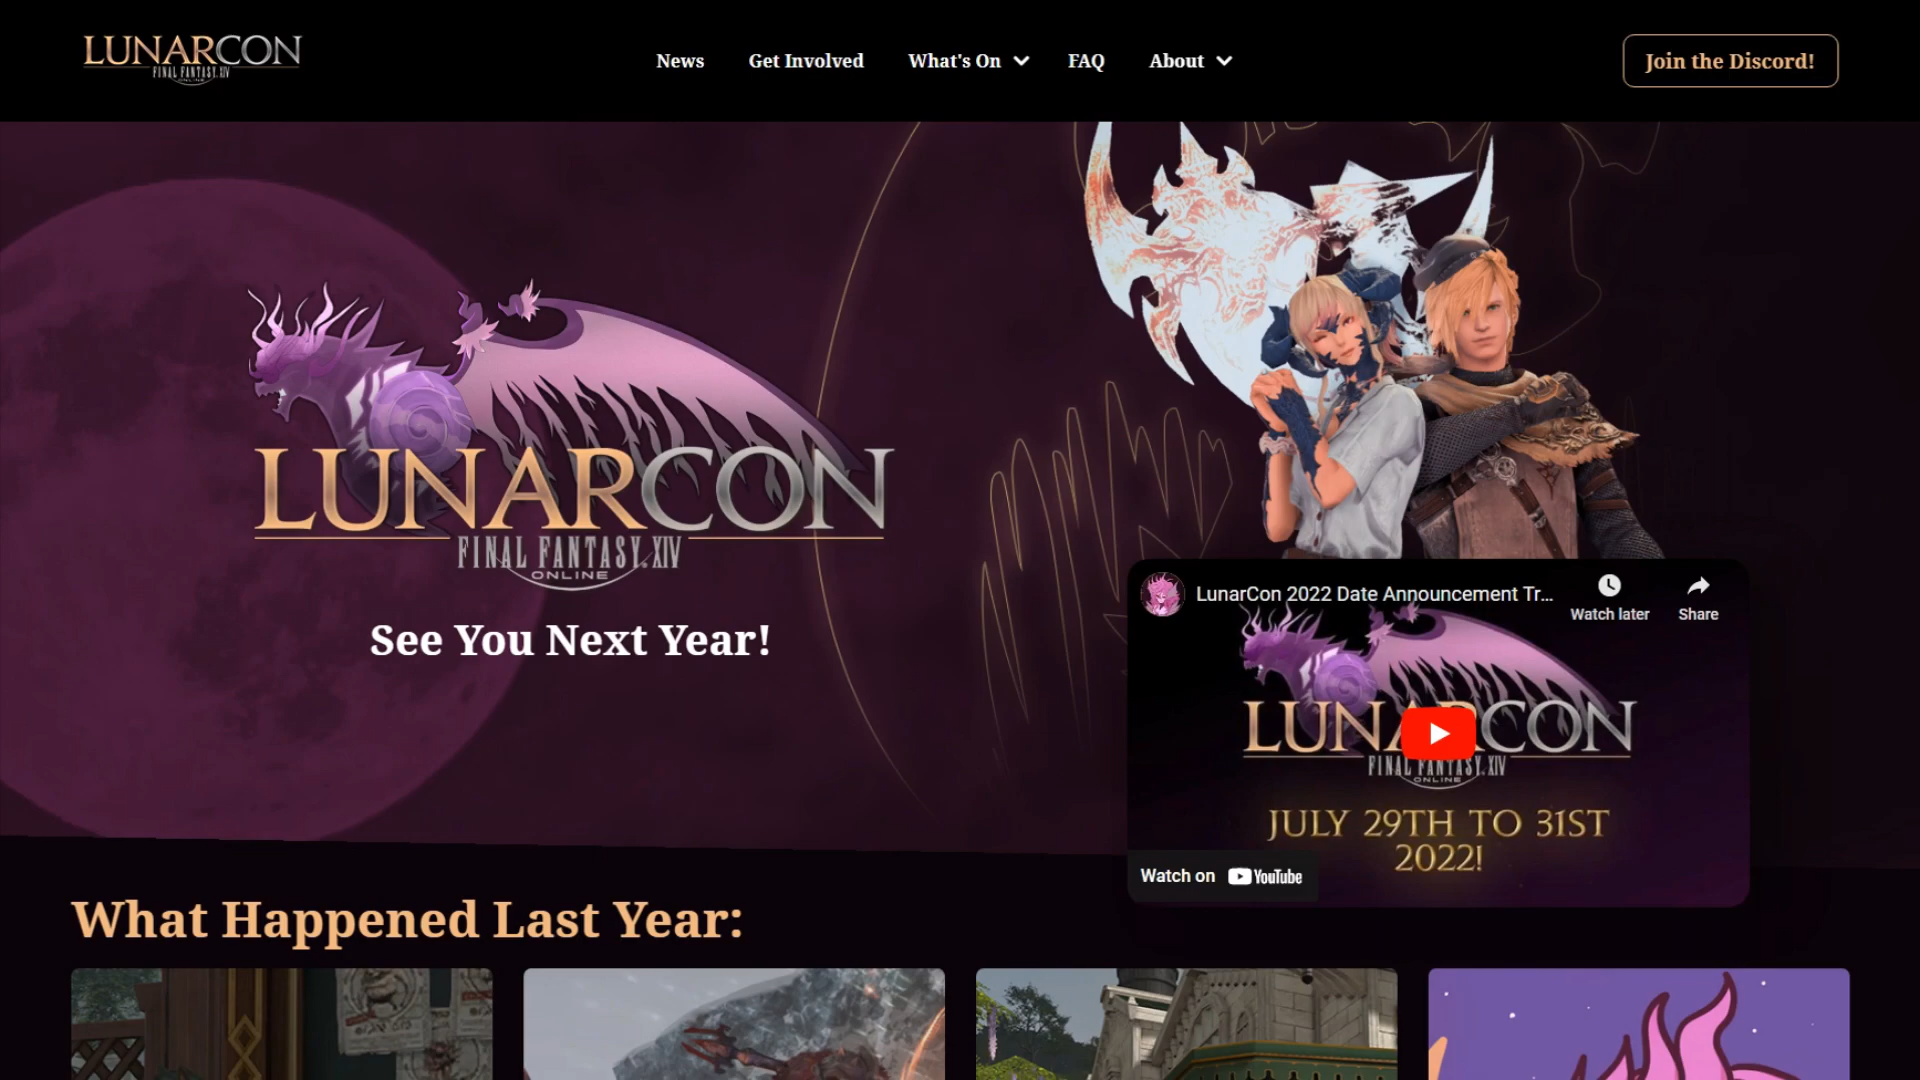 LUNARCON
FINAL FANTASY XIV
ONLINE
News
Get Involved
What's On
FAQ
About
Join the Discord!
LUNARCON
FINAL FANTASY XIV
ONLINE
See You Next Year!
LunarCon 2022 Date Announcement Tr...
Watch later
Share
LUNARCON
FINAL FANTASY XIV
ONLINE
JULY 29TH TO 31ST
2022!
Watch on YouTube
What Happened Last Year: